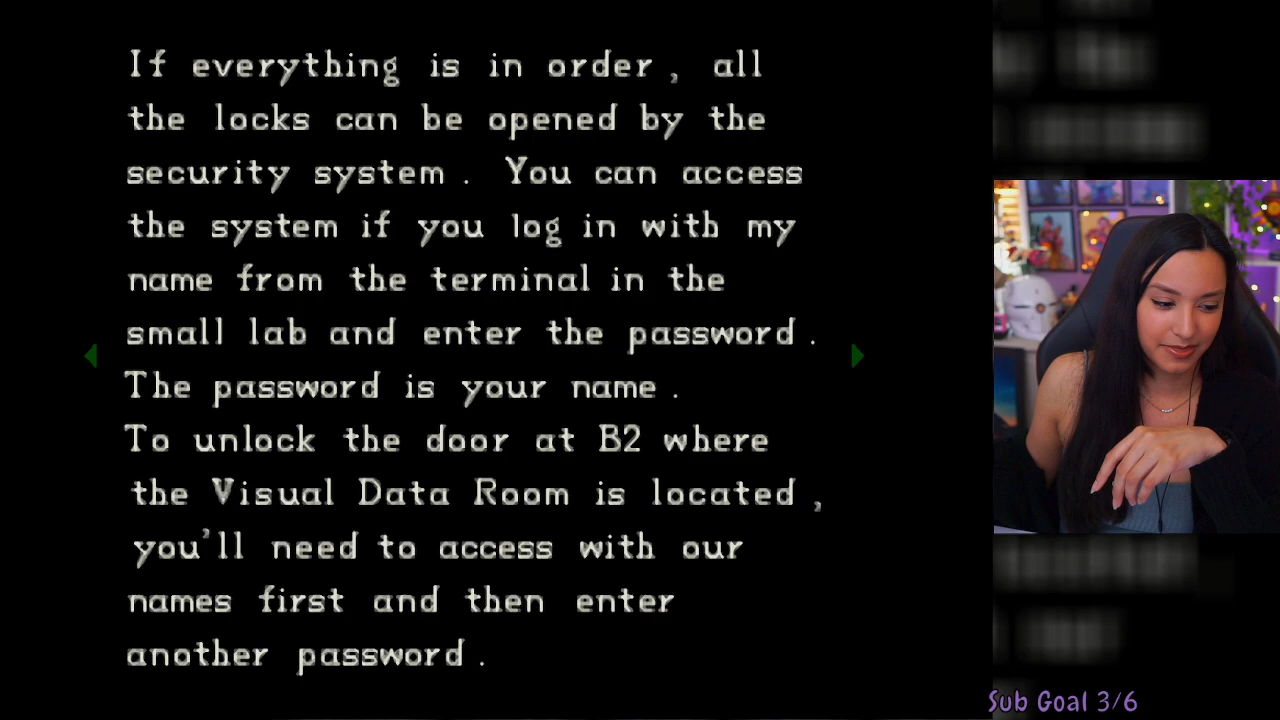 If everything is in order, all
the locks can be opened by the
security system. You can access
the system if you log in with my
name from the terminal in the
small lab and enter the password.
The password is your name.
To unlock the door at B2 where
the Visual Data Room is located,
you'll need to access with our
names first and then enter
another password.
Sub Goal 3/6